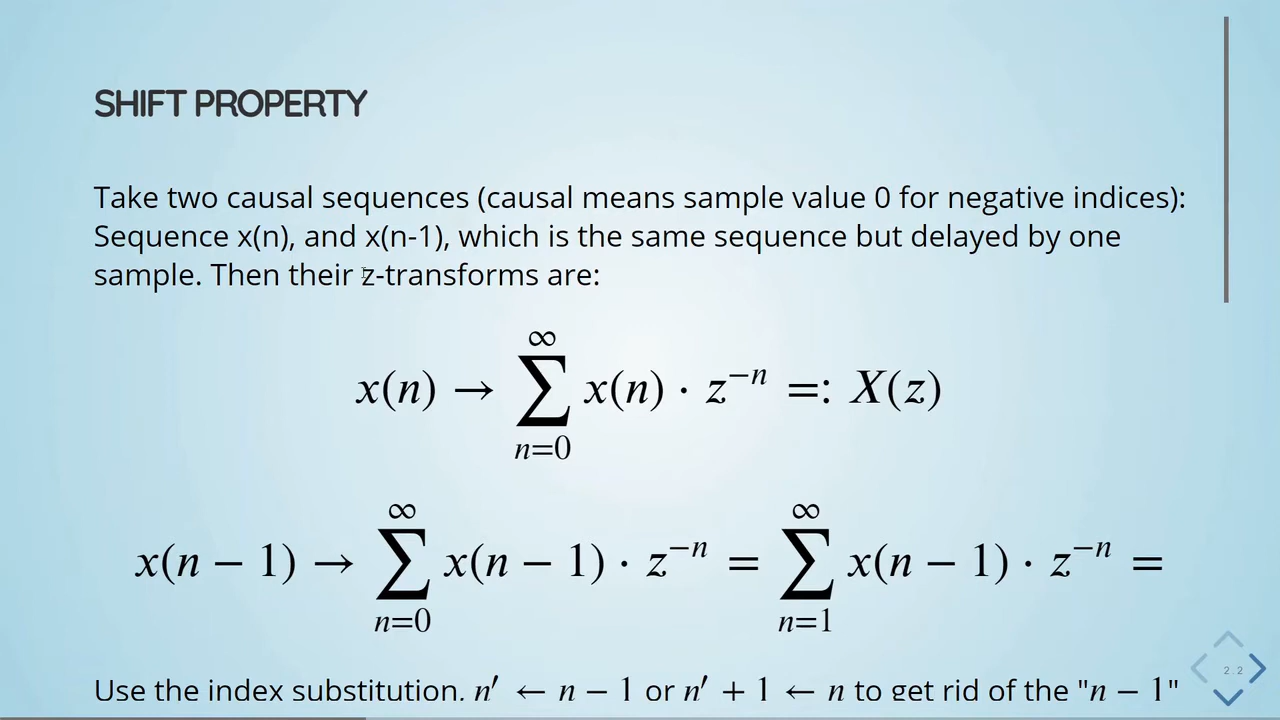 SHIFT PROPERTY
Take two causal sequences (causal means sample value 0 for negative indices):
Sequence x(n), and x(n-1), which is the same sequence but delayed by one
sample. Then their z-transforms are:
x(n) → ∑_{n=0}^{∞} x(n) · z^{−n} =: X(z)
x(n − 1) → ∑_{n=0}^{∞} x(n − 1) · z^{−n} = ∑_{n=1}^{∞} x(n − 1) · z^{−n} =
Use the index substitution. n′ ← n − 1 or n′ + 1 ← n to get rid of the "n − 1"
2.2